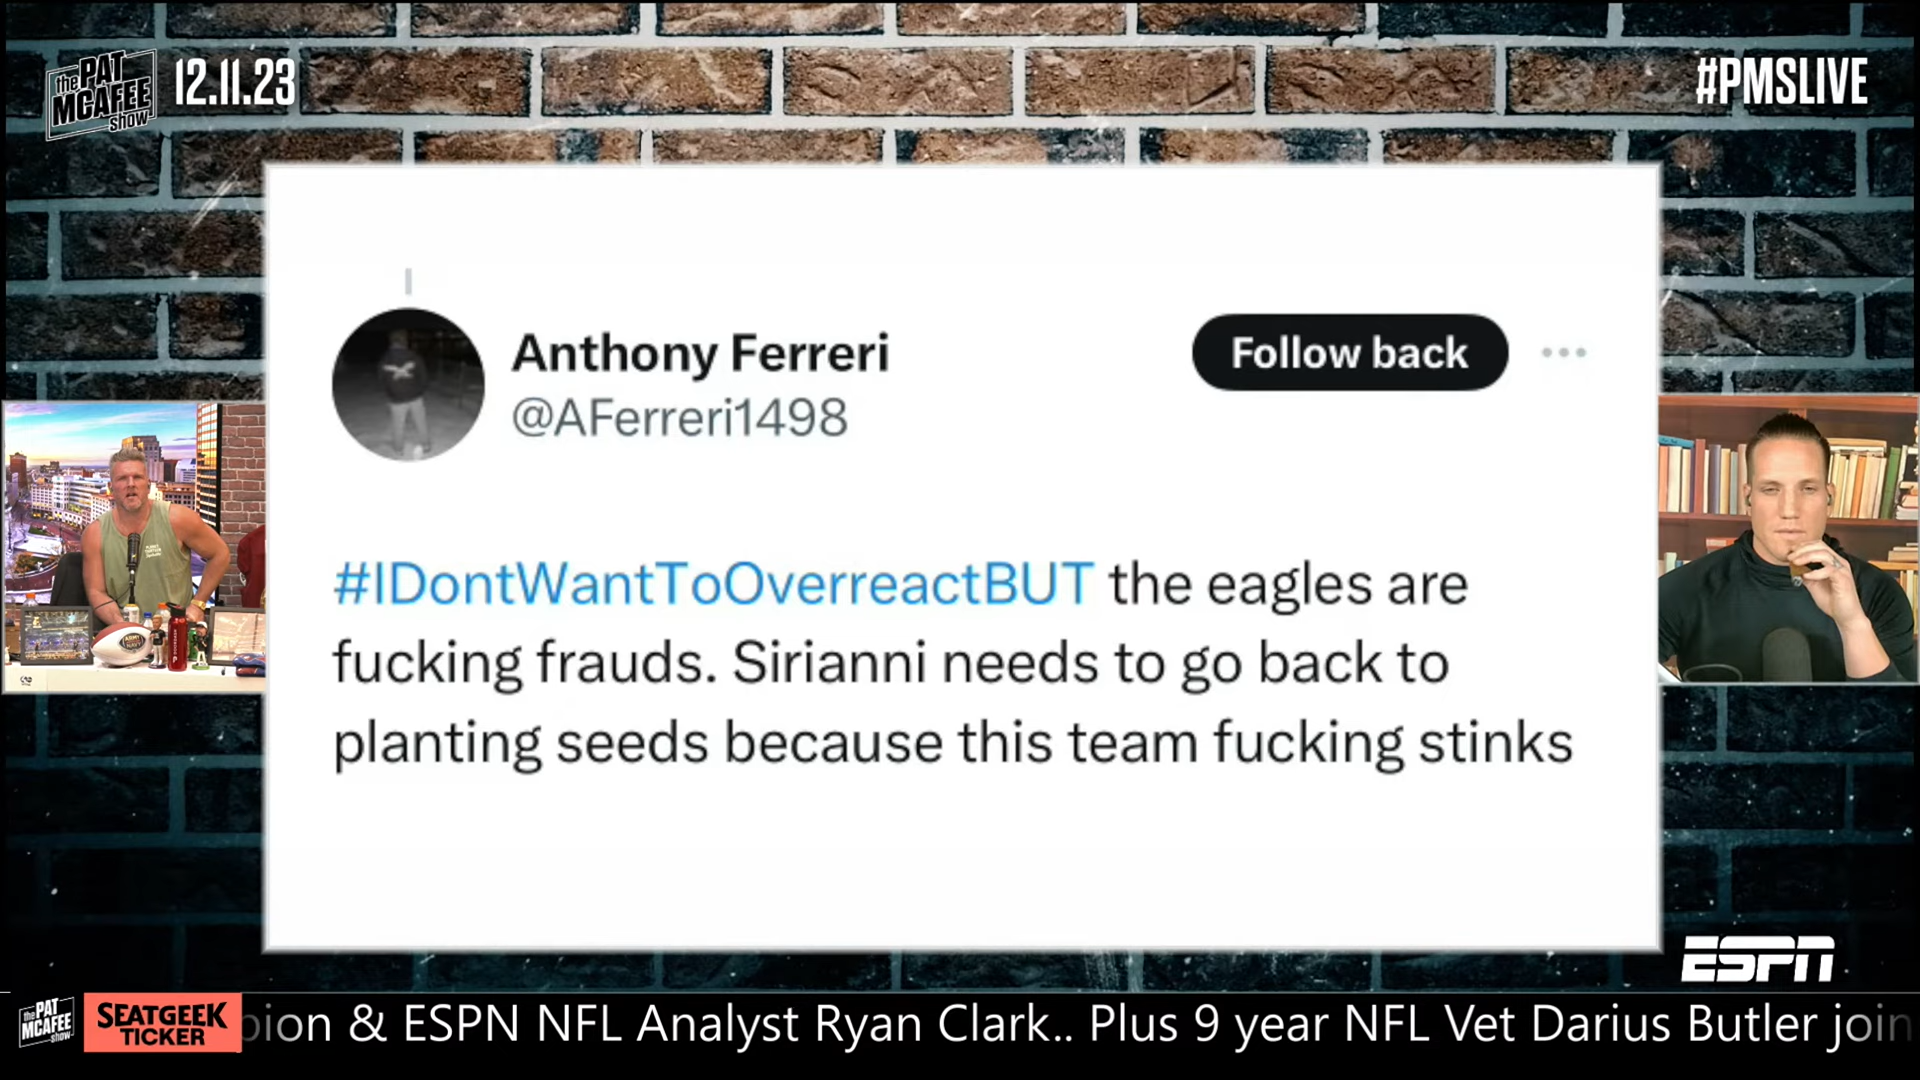 the PAT
MCAFEE
show
12.11.23
#PMSLIVE
Anthony Ferreri
@AFerreri1498
Follow back
#IDontWantToOverreactBUT the eagles are
fucking frauds. Sirianni needs to go back to
planting seeds because this team fucking stinks
ESPN
the PAT
MCAFEE
show
SEATGEEK
TICKER
pion & ESPN NFL Analyst Ryan Clark.. Plus 9 year NFL Vet Darius Butler join